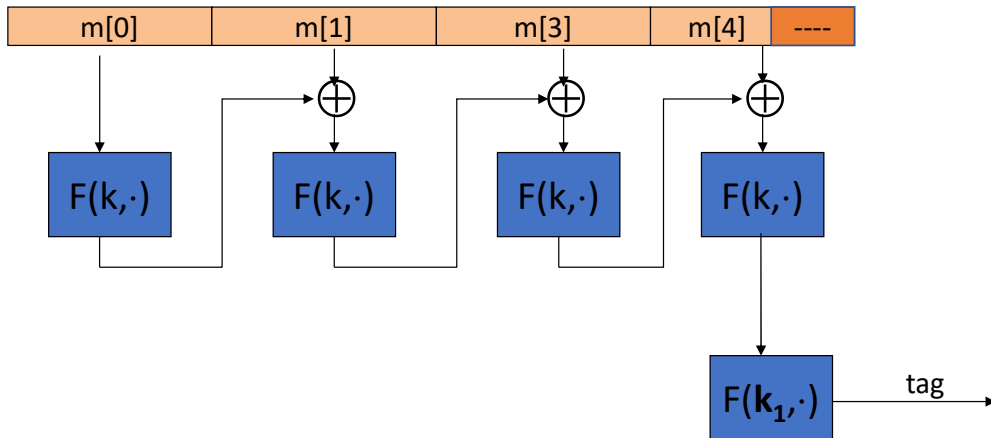 m[0] m[1] m[3] m[4] ----
F(k,·) F(k,·) F(k,·) F(k,·)
F(k₁,·) tag